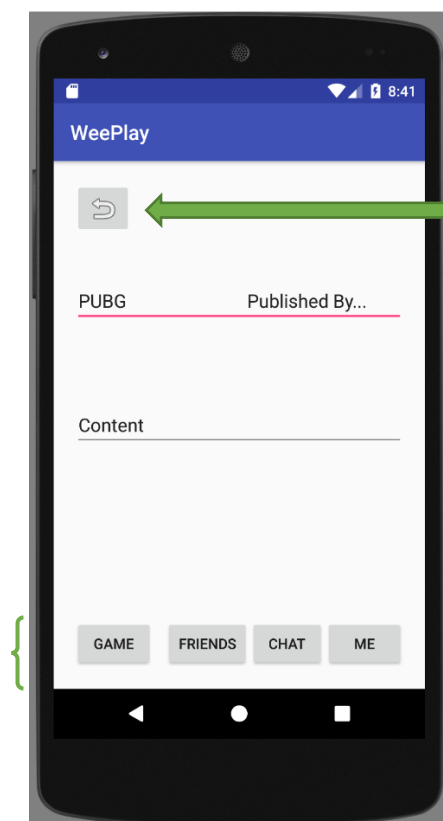 8:41
WeePlay
PUBG Published By...
Content
GAME FRIENDS CHAT ME